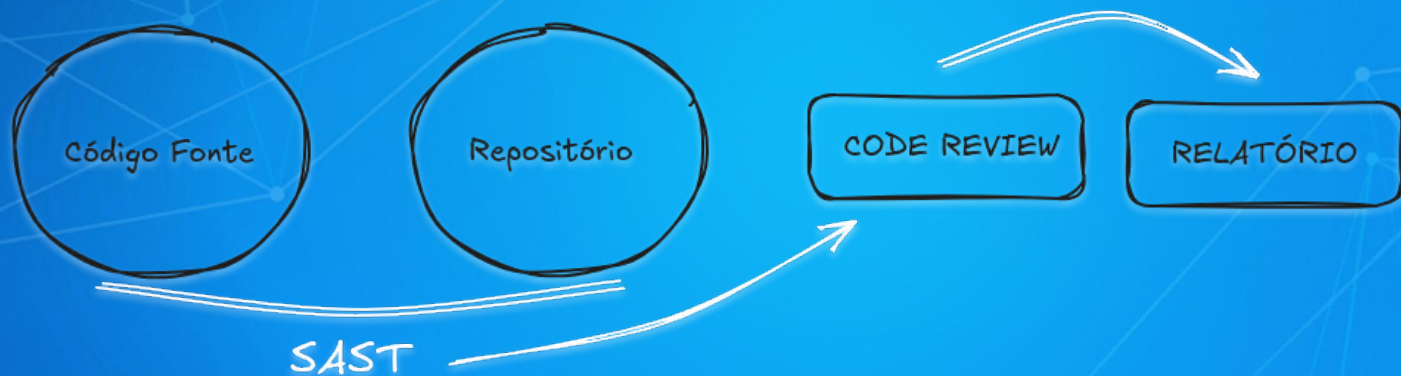 Código Fonte
Repositório
CODE REVIEW
RELATÓRIO
SAST